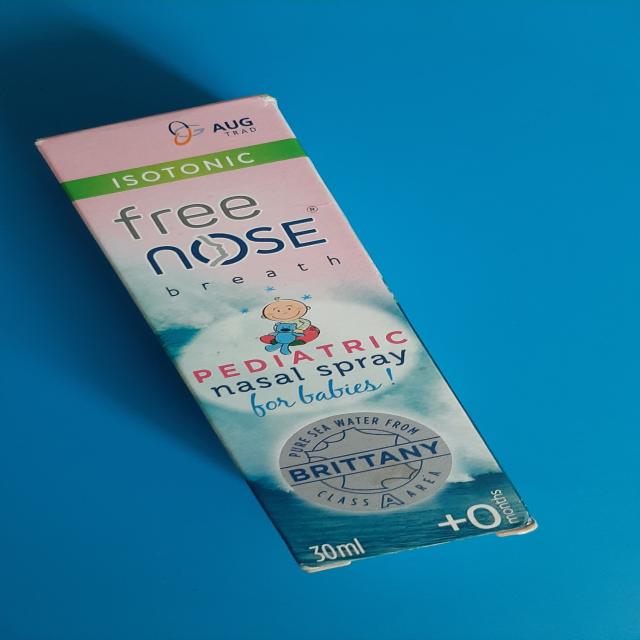 AUG
TRAD
ISOTONIC
free
nOSE®
breath
PEDIATRIC
nasal spray
for babies!
PURE SEA WATER FROM
BRITTANY
CLASS A AREA
+0 months
30ml